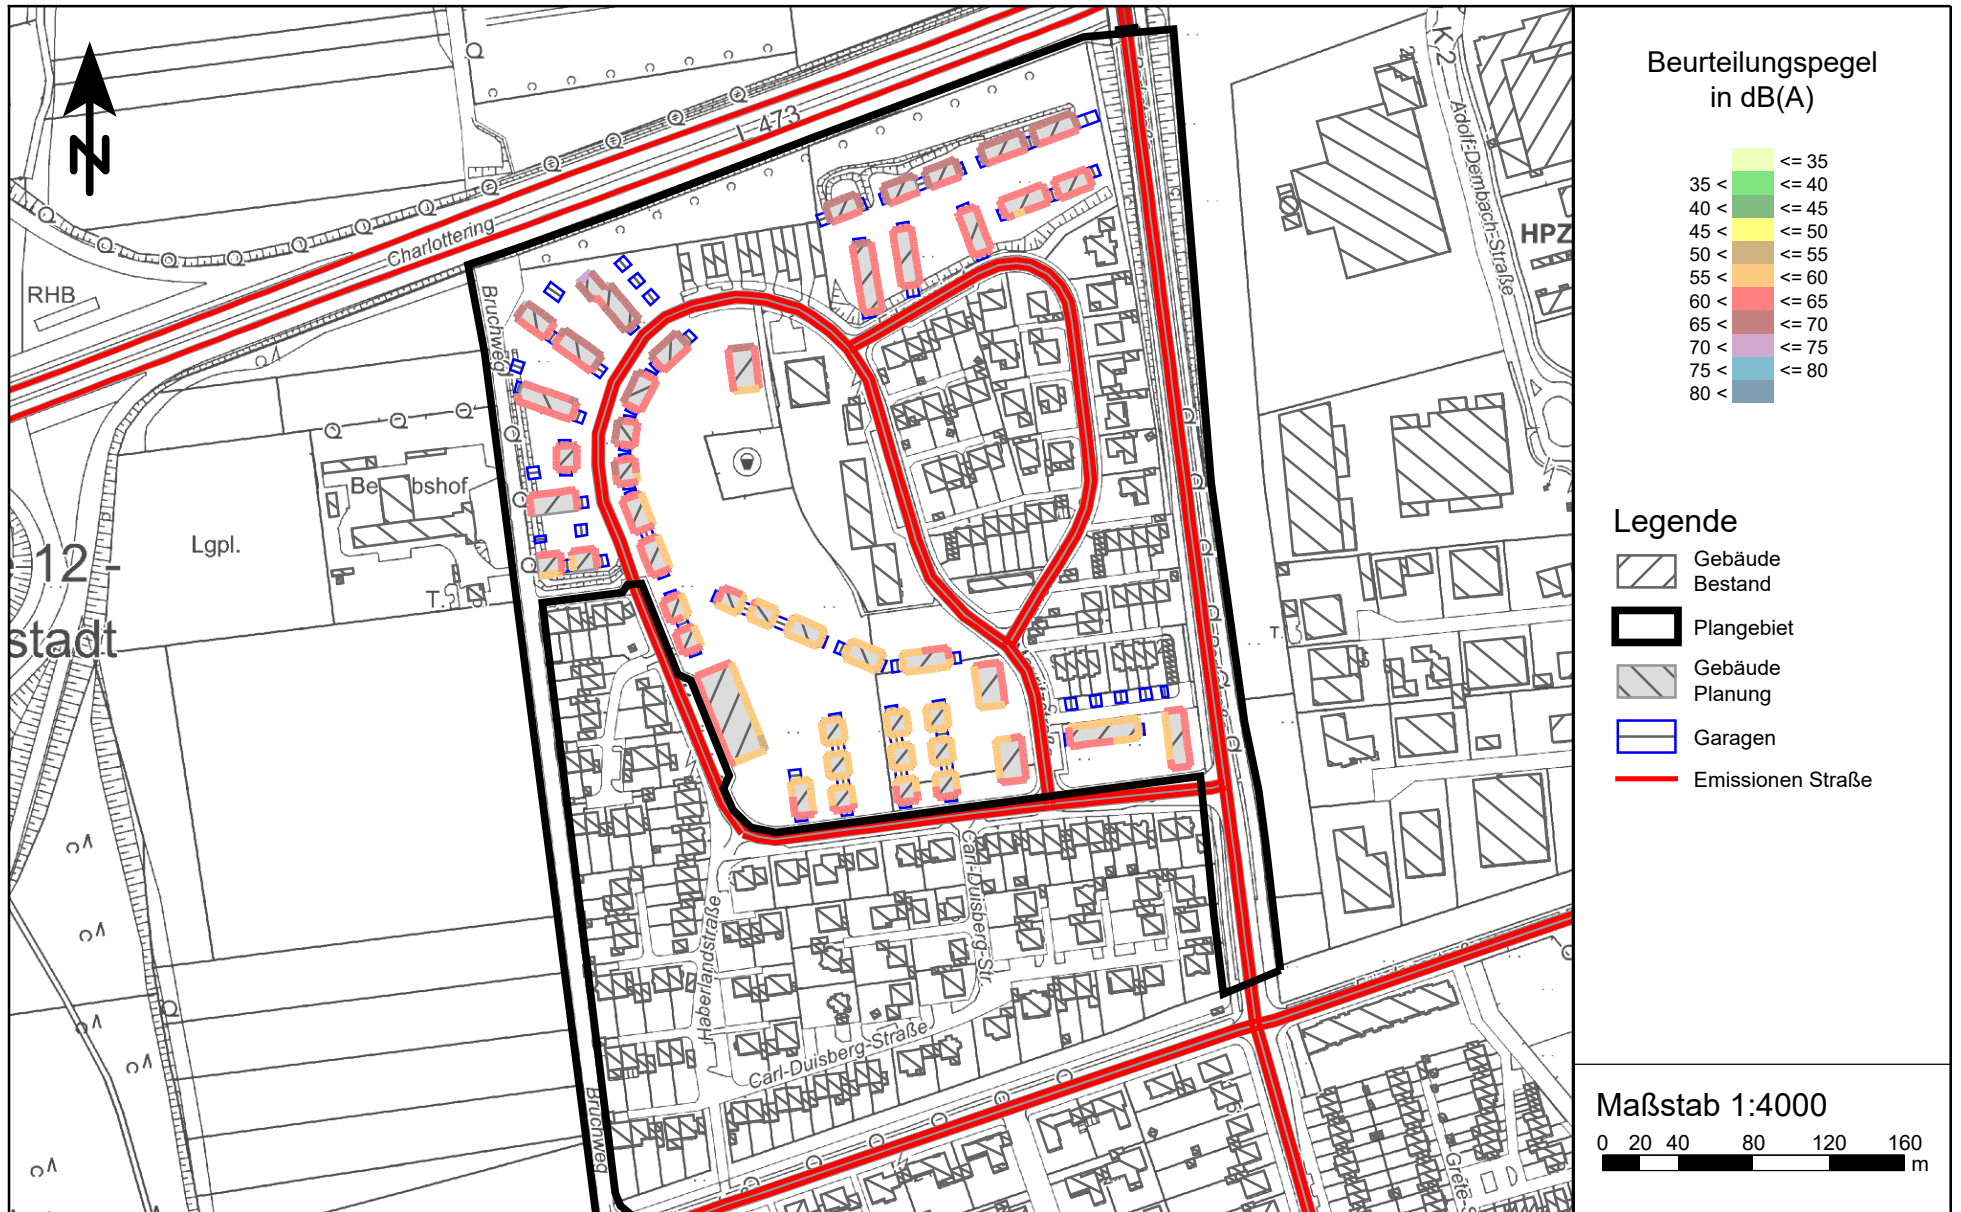 N
L 473
Charlottering
RHB
Bruchweg
Lgpl.
12 -
stadt
T.
K 2
2
Adolf-Dembach-Straße
HPZ
T.
Haberlandstraße
Carl-Duisberg-Str.
Carl-Duisberg-Straße
Bruchweg
Grete-S
Beurteilungspegel
in dB(A)
<= 35
35 < <= 40
40 < <= 45
45 < <= 50
50 < <= 55
55 < <= 60
60 < <= 65
65 < <= 70
70 < <= 75
75 < <= 80
80 <
Legende
Gebäude
Bestand
Plangebiet
Gebäude
Planung
Garagen
Emissionen Straße
Maßstab 1:4000
0 20 40 80 120 160
m